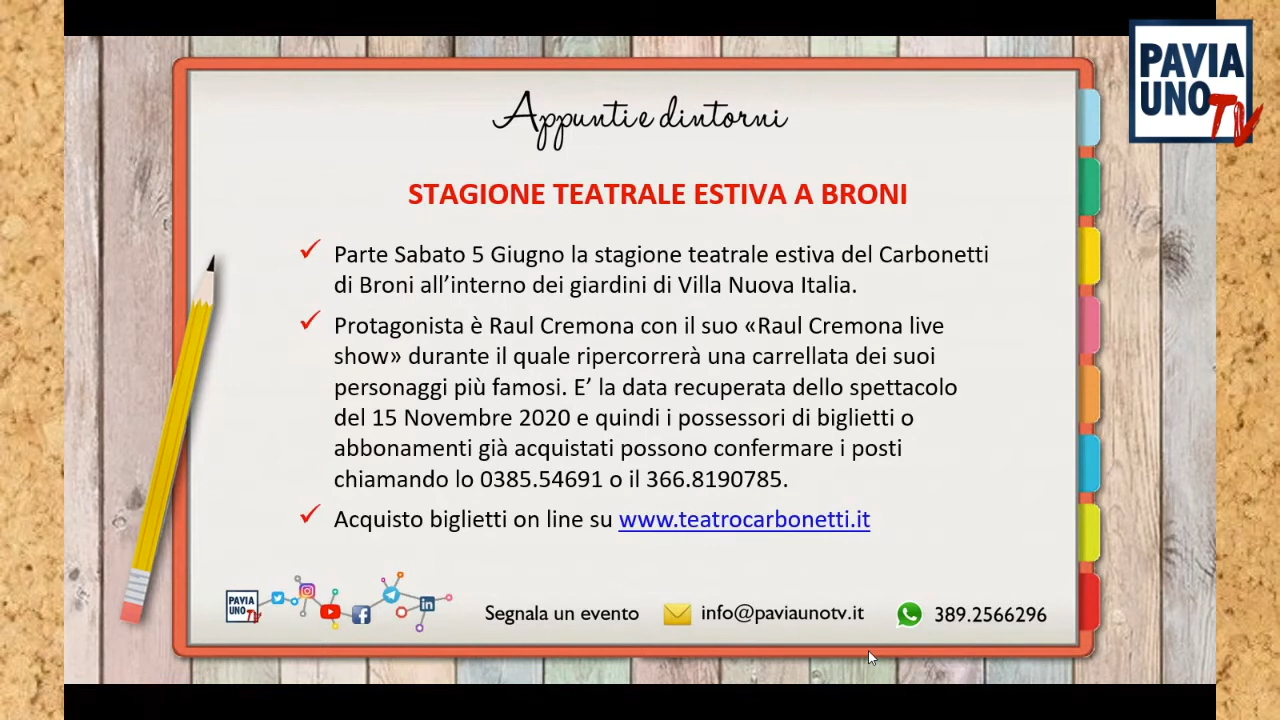 PAVIA
UNO
TV
Appunti e dintorni
STAGIONE TEATRALE ESTIVA A BRONI
Parte Sabato 5 Giugno la stagione teatrale estiva del Carbonetti
di Broni all’interno dei giardini di Villa Nuova Italia.
Protagonista è Raul Cremona con il suo «Raul Cremona live
show» durante il quale ripercorrerà una carrellata dei suoi
personaggi più famosi. E’ la data recuperata dello spettacolo
del 15 Novembre 2020 e quindi i possessori di biglietti o
abbonamenti già acquistati possono confermare i posti
chiamando lo 0385.54691 o il 366.8190785.
Acquisto biglietti on line su www.teatrocarbonetti.it
PAVIA
UNO
TV
Segnala un evento info@paviaunotv.it 389.2566296